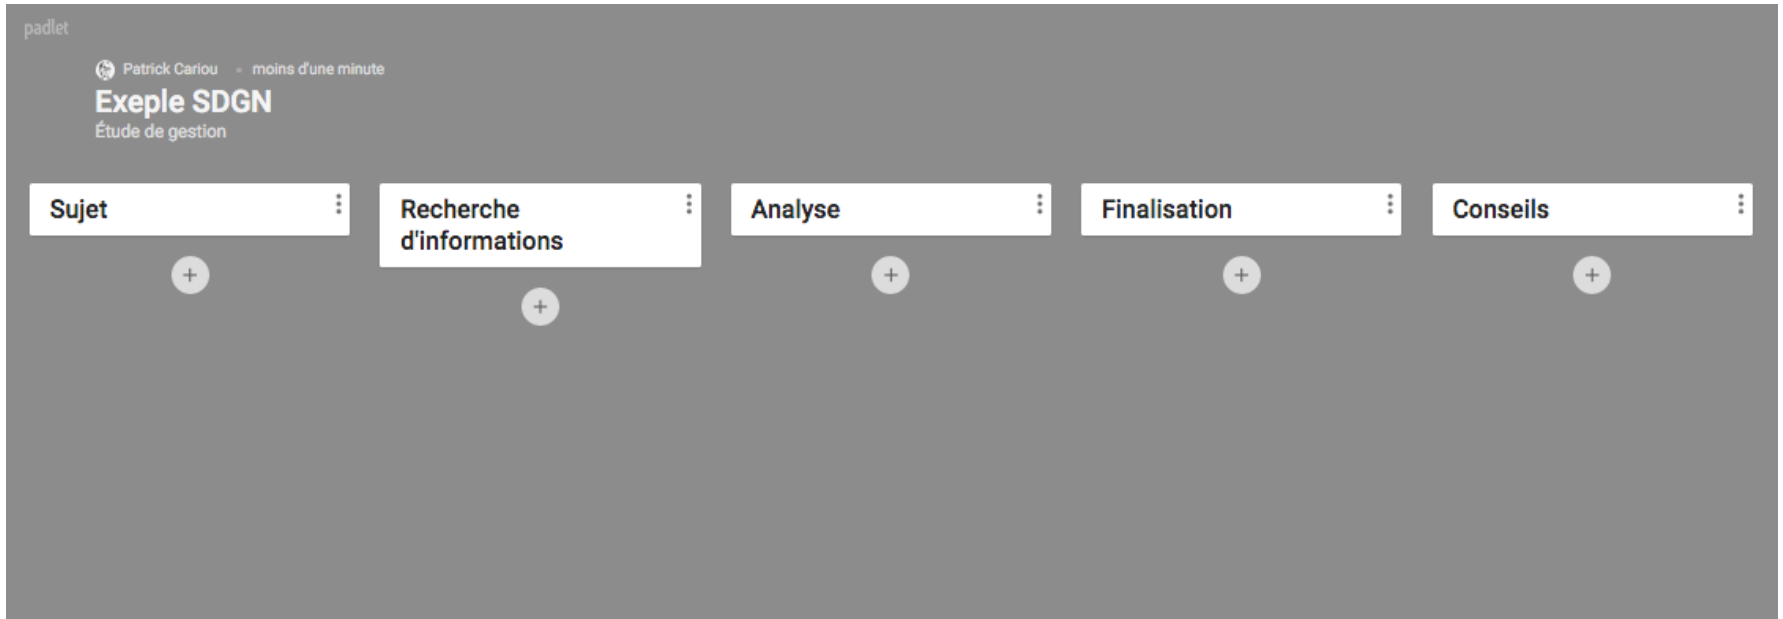 padlet
Patrick Cariou - moins d'une minute
Exeple SDGN
Étude de gestion
Sujet
Recherche
d'informations
Analyse
Finalisation
Conseils